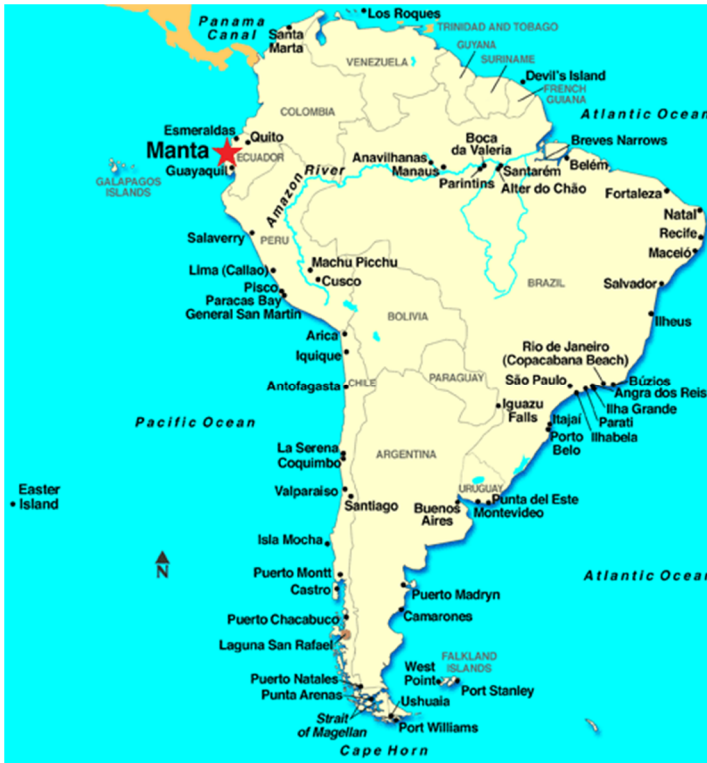 Panama
Canal
Los Roques
Santa
Marta
TRINIDAD AND TOBAGO
GUYANA
VENEZUELA
SURINAME
Devil's Island
FRENCH
GUIANA
COLOMBIA
Atlantic Ocean
Esmeraldas
Quito
Manta
ECUADOR
Guayaquil
GALAPAGOS
ISLANDS
Amazon River
Anavilhanas
Manaus
Boca
da Valeria
Parintins
Santarém
Alter do Chão
Breves Narrows
Belém
Fortaleza
Natal
Recife
Maceió
Salaverry
PERU
Lima (Callao)
Machu Picchu
Cusco
Pisco
Paracas Bay
General San Martin
BRAZIL
Salvador
Ilheus
BOLIVIA
Arica
Iquique
Rio de Janeiro
(Copacabana Beach)
Antofagasta
CHILE
PARAGUAY
São Paulo
Búzios
Angra dos Reis
Ilha Grande
Parati
Ilhabela
Iguazu
Falls
Itajaí
Porto
Belo
Pacific Ocean
La Serena
Coquimbo
ARGENTINA
Easter
Island
Valparaiso
Santiago
URUGUAY
Buenos
Aires
Punta del Este
Montevideo
Isla Mocha
N
Puerto Montt
Castro
Atlantic Ocean
Puerto Madryn
Camarones
Puerto Chacabuco
Laguna San Rafael
FALKLAND
ISLANDS
West
Point
Port Stanley
Puerto Natales
Punta Arenas
Ushuaia
Strait
of Magellan
Port Williams
Cape Horn